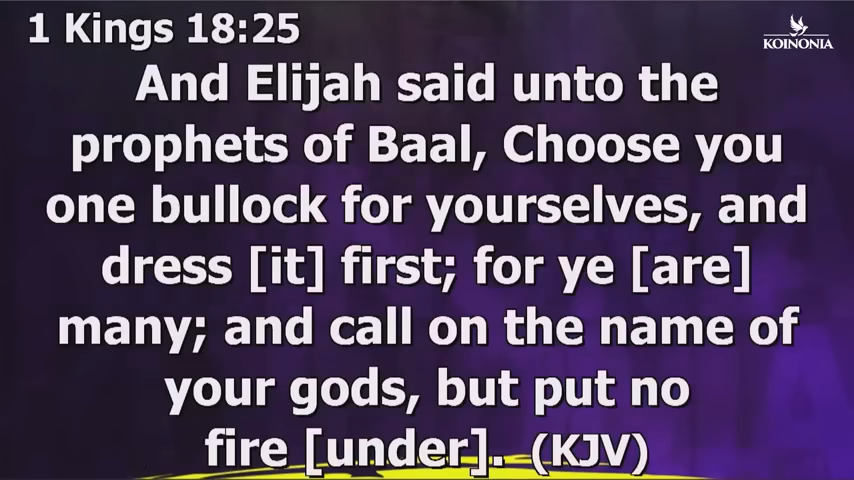 1 Kings 18:25
KOINONIA
And Elijah said unto the
prophets of Baal, Choose you
one bullock for yourselves, and
dress [it] first; for ye [are]
many; and call on the name of
your gods, but put no
fire [under]. (KJV)